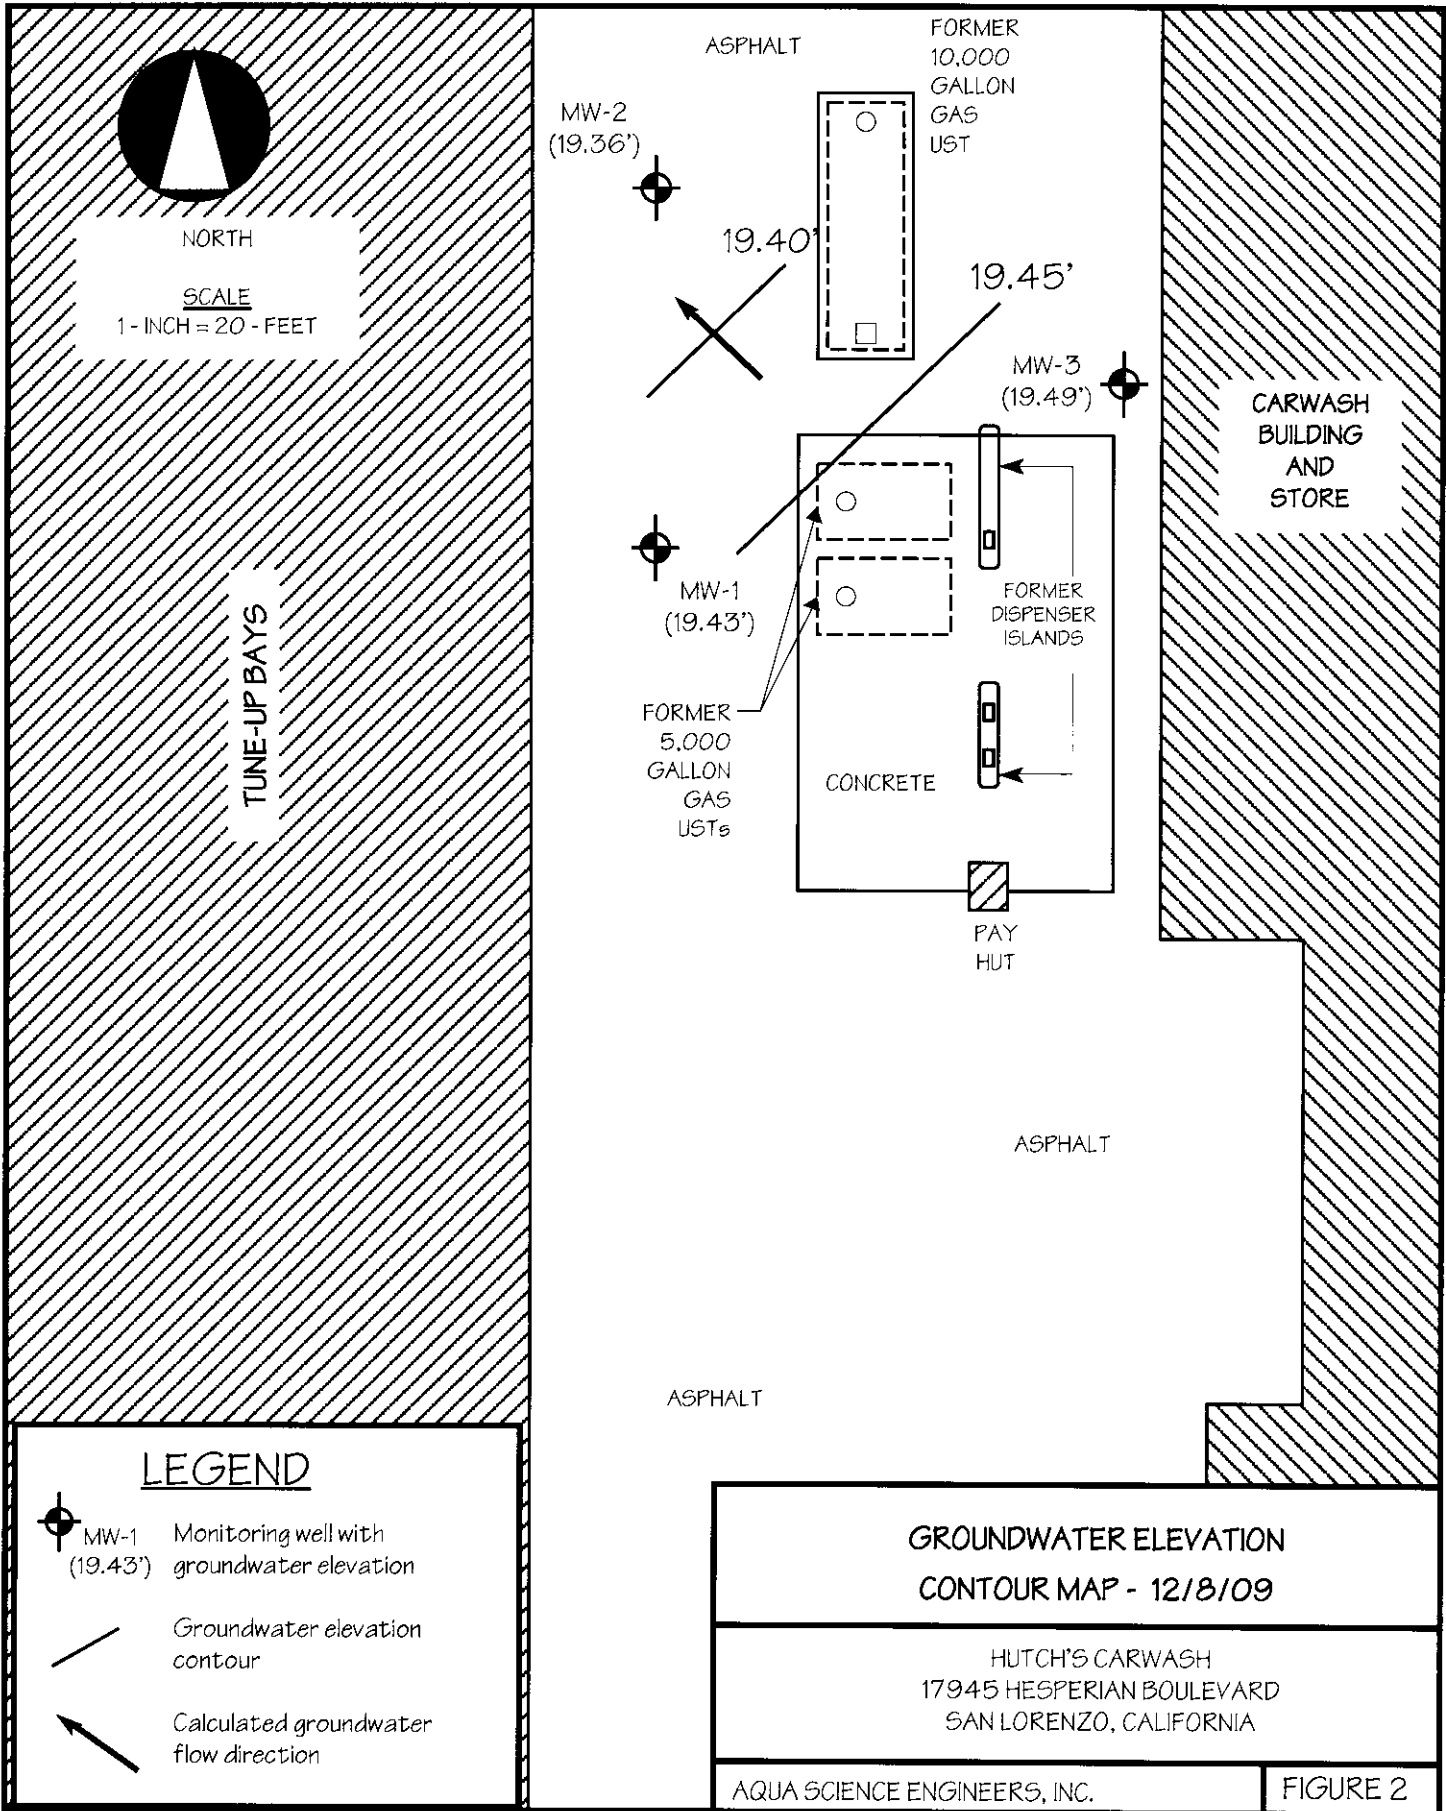 ASPHALT
FORMER
10,000
GALLON
GAS
UST
MW-2
(19.36')
NORTH
SCALE
1 - INCH = 20 - FEET
19.40'
19.45'
MW-3
(19.49')
CARWASH
BUILDING
AND
STORE
MW-1
(19.43')
FORMER
DISPENSER
ISLANDS
TUNE-UP BAYS
FORMER
5,000
GALLON
GAS
USTs
CONCRETE
PAY
HUT
ASPHALT
ASPHALT
LEGEND
MW-1
(19.43')
Monitoring well with
groundwater elevation
Groundwater elevation
contour
Calculated groundwater
flow direction
GROUNDWATER ELEVATION
CONTOUR MAP - 12/8/09
HUTCH'S CARWASH
17945 HESPERIAN BOULEVARD
SAN LORENZO, CALIFORNIA
AQUA SCIENCE ENGINEERS, INC.
FIGURE 2